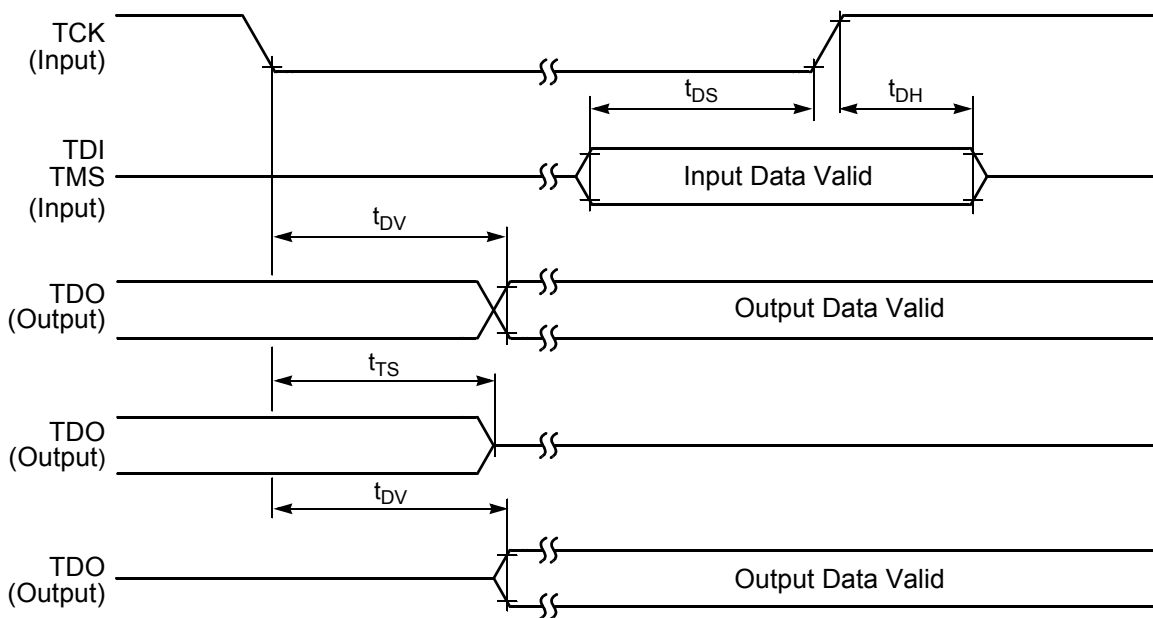 TCK
(Input)
tDS
tDH
TDI
TMS
(Input)
Input Data Valid
tDV
TDO
(Output)
Output Data Valid
tTS
TDO
(Output)
tDV
TDO
(Output)
Output Data Valid